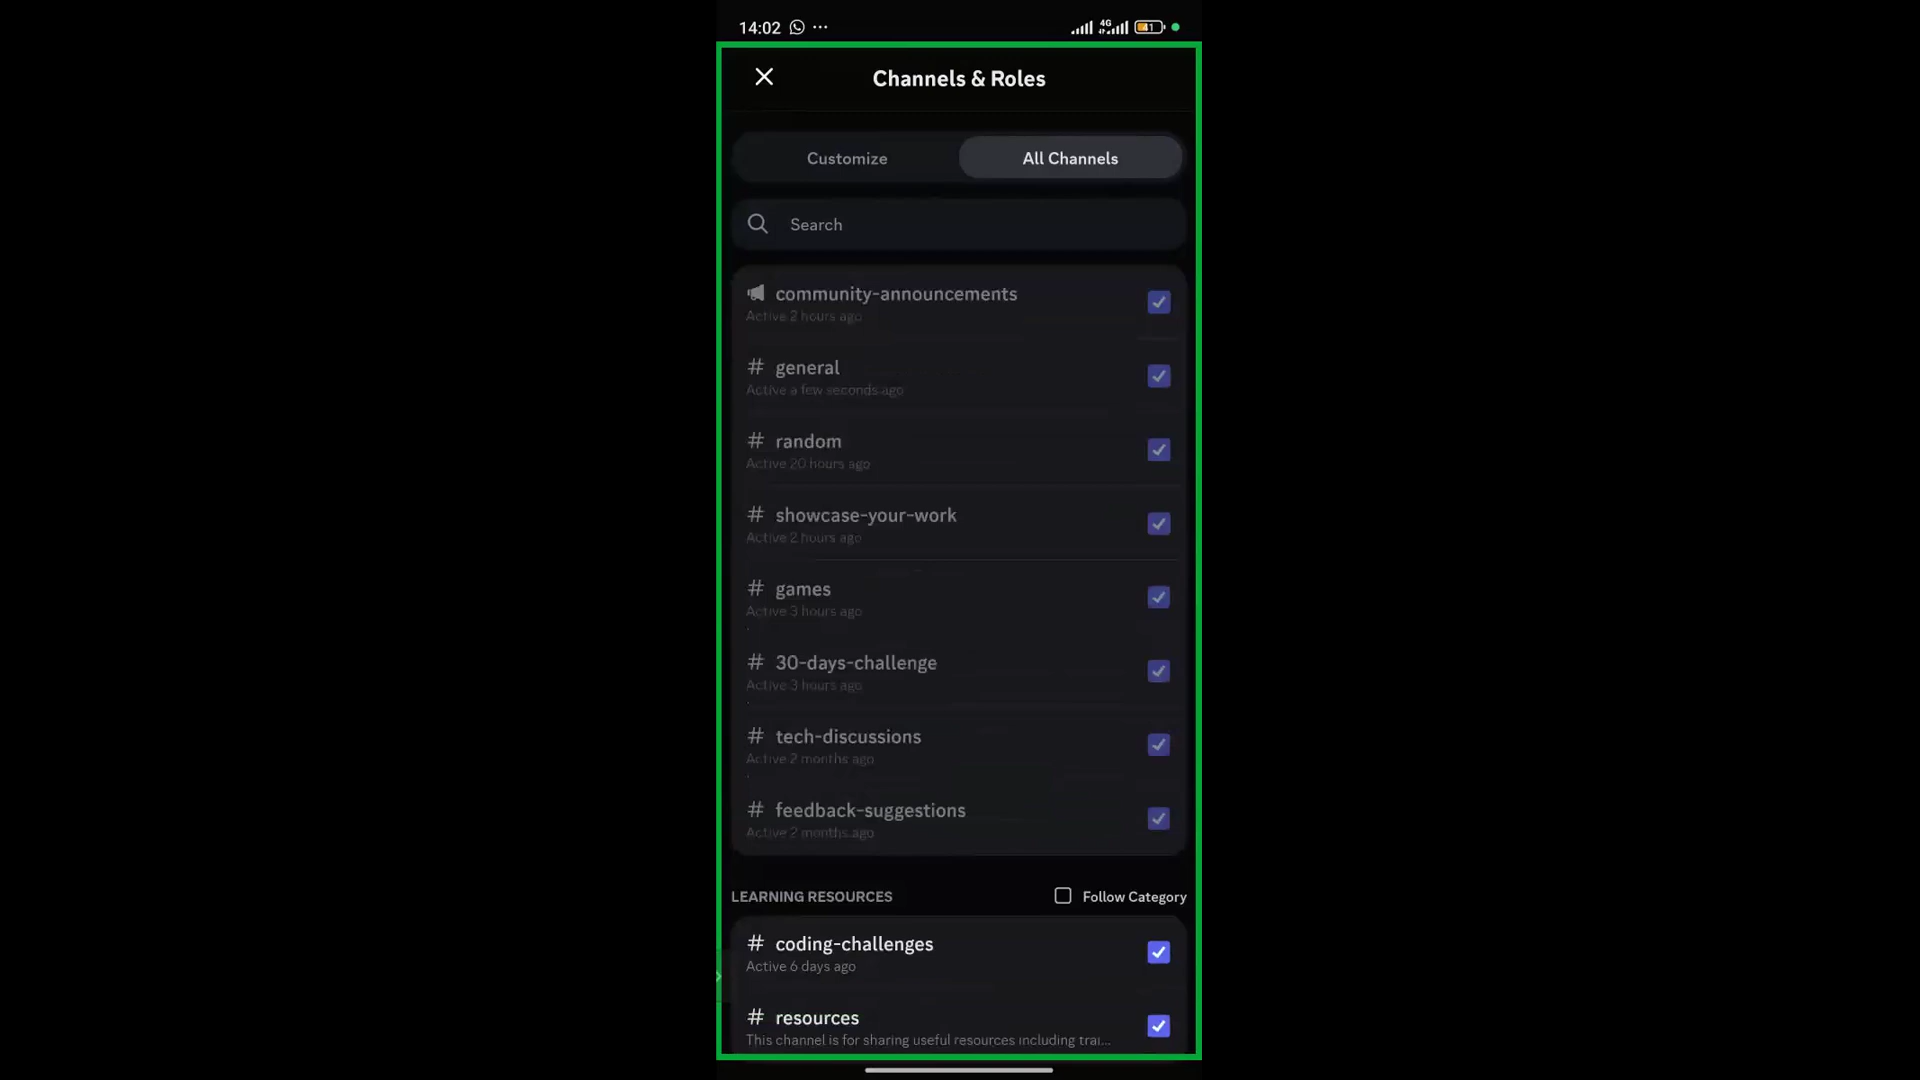 14:02 ...
4G
41
Channels & Roles
Customize
All Channels
Search
community-announcements
Active 2 hours ago
# general
Active a few seconds ago
# random
Active 20 hours ago
# showcase-your-work
Active 2 hours ago
# games
Active 3 hours ago
# 30-days-challenge
Active 3 hours ago
# tech-discussions
Active 2 months ago
# feedback-suggestions
Active 2 months ago
LEARNING RESOURCES
Follow Category
# coding-challenges
Active 6 days ago
# resources
This channel is for sharing useful resources including trai...